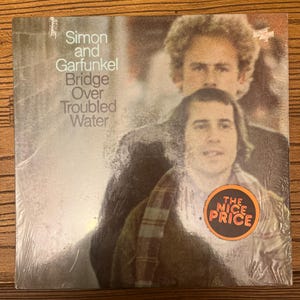 Simon
and
Garfunkel
Bridge
Over
Troubled
Water
THE
NICE
PRICE